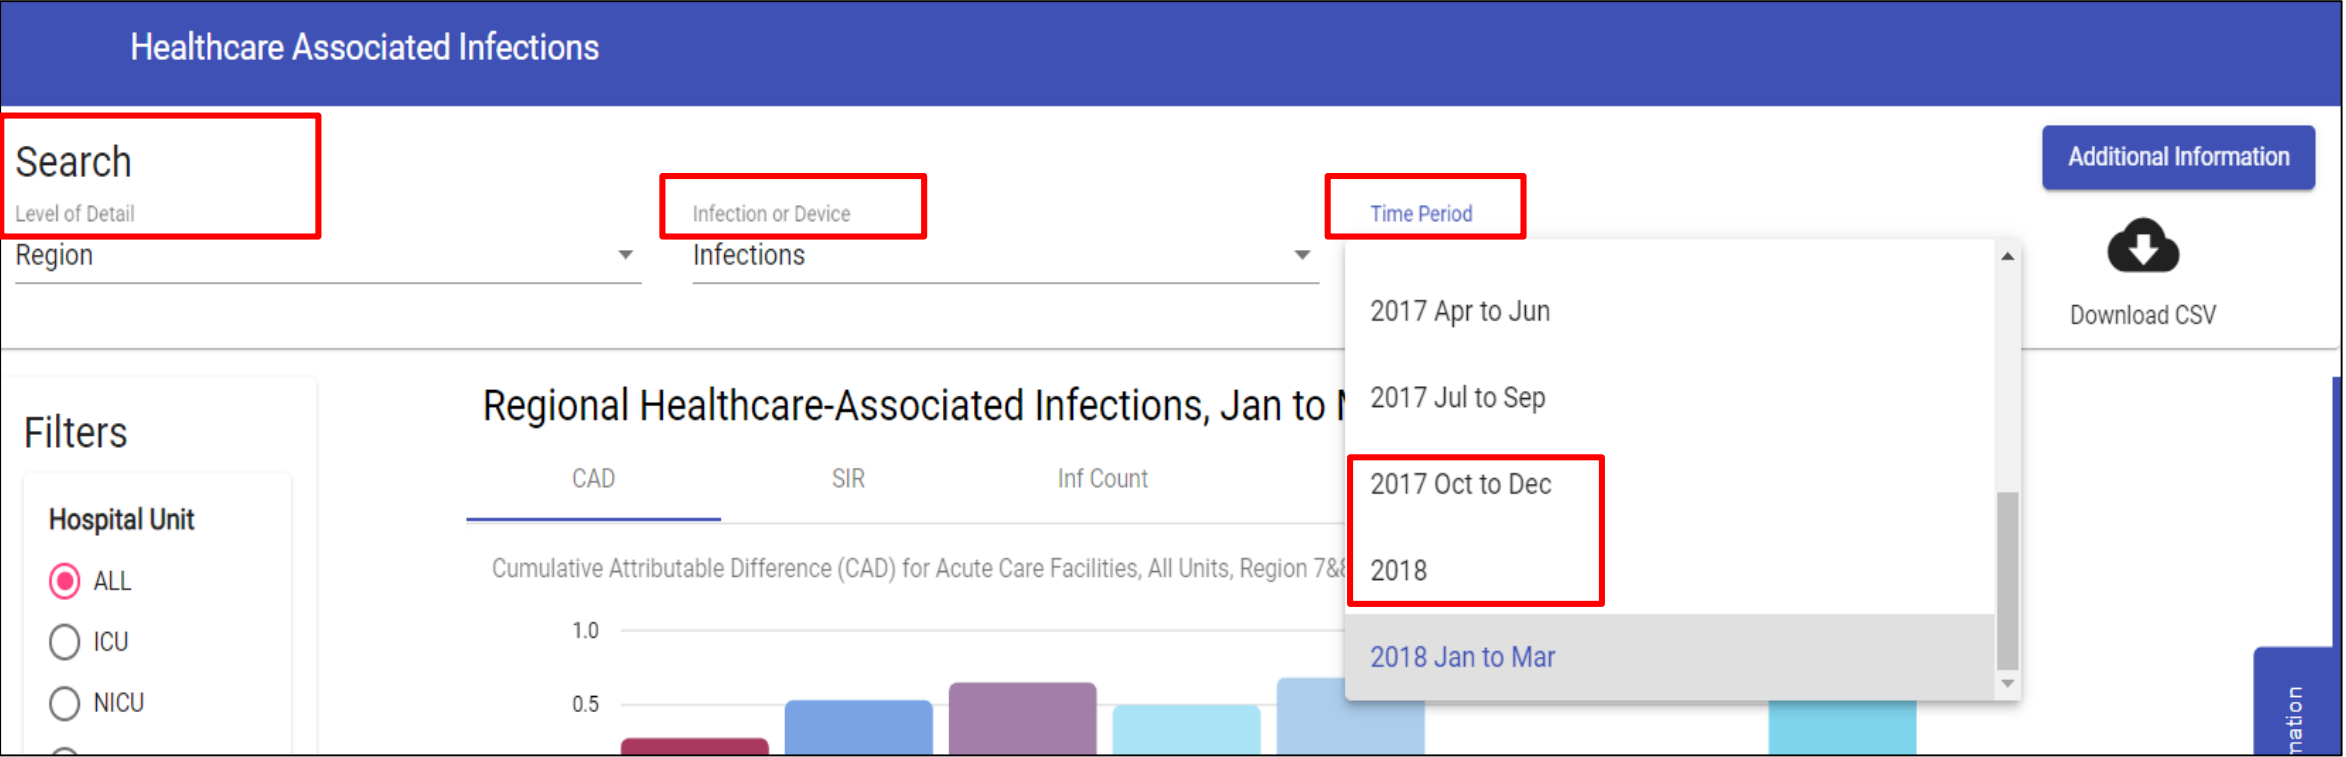 Healthcare Associated Infections
Search
Additional Information
Level of Detail
Infection or Device
Time Period
Region
Infections
Download CSV
2017 Apr to Jun
2017 Jul to Sep
2017 Oct to Dec
2018
2018 Jan to Mar
Filters
Hospital Unit
ALL
ICU
NICU
Regional Healthcare-Associated Infections, Jan to
CAD SIR Inf Count
Cumulative Attributable Difference (CAD) for Acute Care Facilities, All Units, Region
1.0
0.5